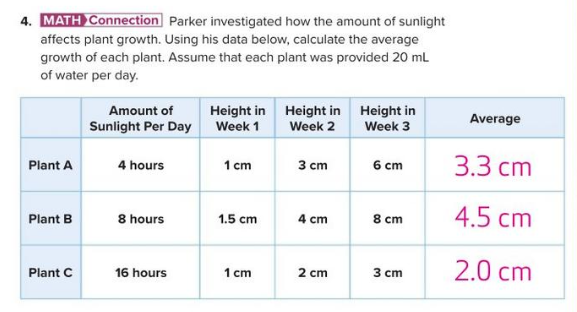 4. MATH Connection Parker investigated how the amount of sunlight
affects plant growth. Using his data below, calculate the average
growth of each plant. Assume that each plant was provided 20 mL
of water per day.
Amount of Sunlight Per Day Height in Week 1 Height in Week 2 Height in Week 3 Average
Plant A 4 hours 1 cm 3 cm 6 cm 3.3 cm
Plant B 8 hours 1.5 cm 4 cm 8 cm 4.5 cm
Plant C 16 hours 1 cm 2 cm 3 cm 2.0 cm